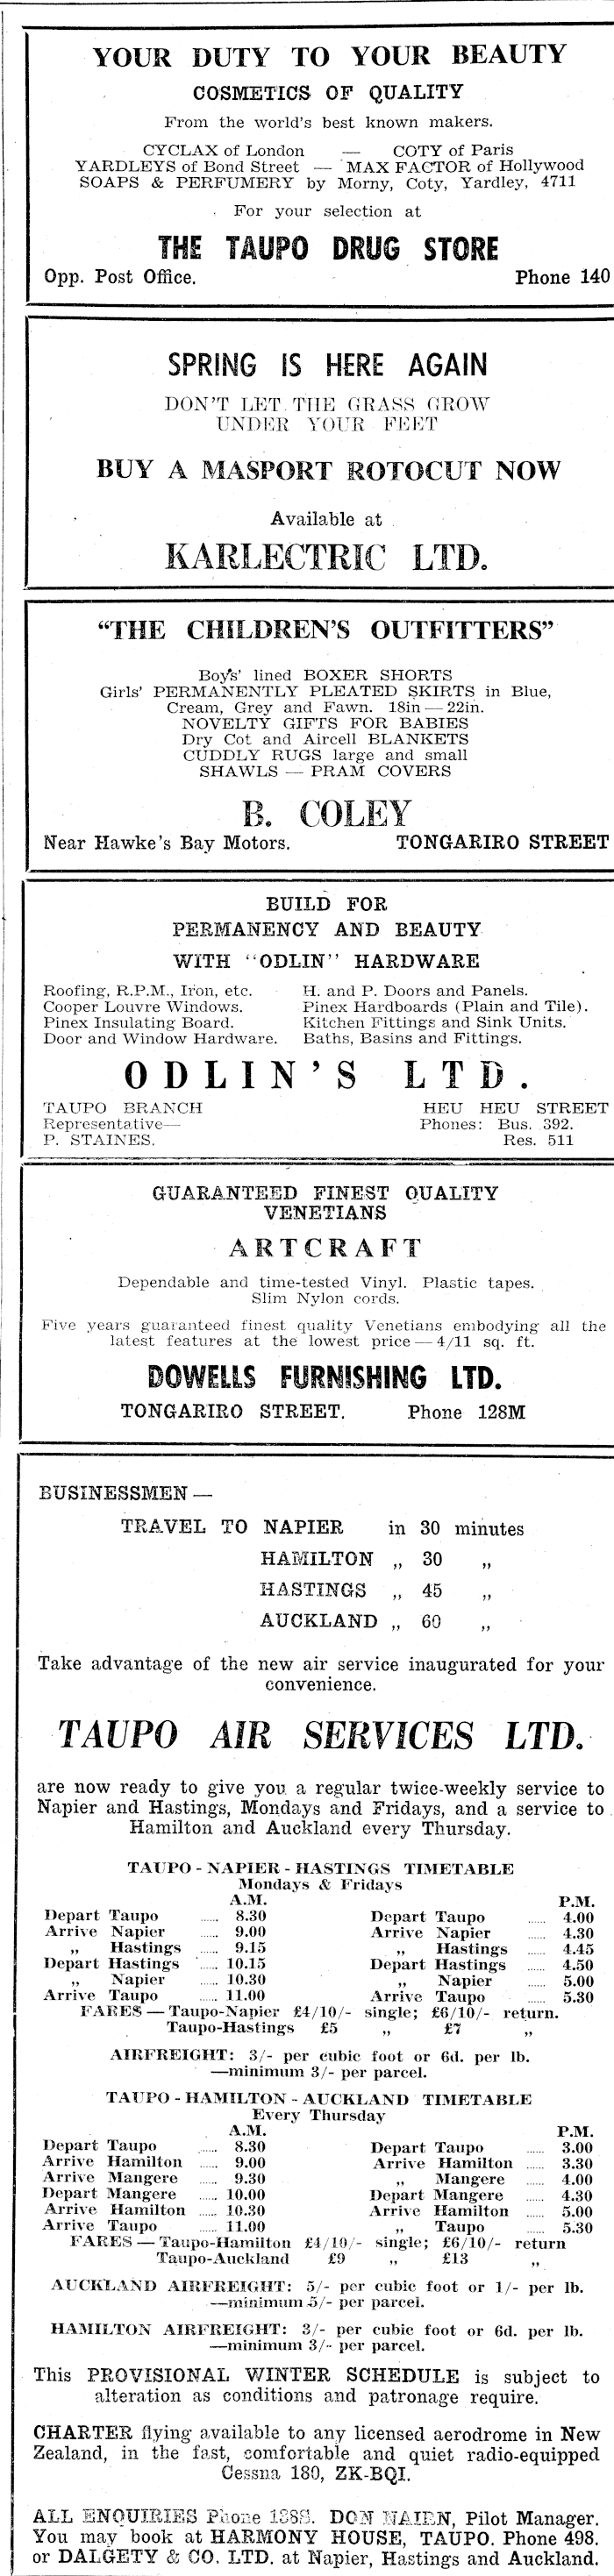 YOUR DUTY TO YOUR BEAUTY
COSMETICS OF QUALITY
From the world's best known makers.
CYCLAX of London — COTY of Paris
YARDLEYS of Bond Street — MAX FACTOR of Hollywood
SOAPS & PERFUMERY by Morny, Coty, Yardley, 4711
For your selection at
THE TAUPO DRUG STORE
Opp. Post Office. Phone 140
SPRING IS HERE AGAIN
DON'T LET THE GRASS GROW
UNDER YOUR FEET
BUY A MASPORT ROTOCUT NOW
Available at
KARLECTRIC LTD.
"THE CHILDREN'S OUTFITTERS"
Boys' lined BOXER SHORTS
Girls' PERMANENTLY PLEATED SKIRTS in Blue,
Cream, Grey and Fawn. 18in — 22in.
NOVELTY GIFTS FOR BABIES
Dry Cot and Aircell BLANKETS
CUDDLY RUGS large and small
SHAWLS — PRAM COVERS
B. COLEY
Near Hawke's Bay Motors. TONGARIRO STREET
BUILD FOR
PERMANENCY AND BEAUTY
WITH "ODLIN" HARDWARE
Roofing, R.P.M., Iron, etc. H. and P. Doors and Panels.
Cooper Louvre Windows. Pinex Hardboards (Plain and Tile).
Pinex Insulating Board. Kitchen Fittings and Sink Units.
Door and Window Hardware. Baths, Basins and Fittings.
ODLIN'S LTD.
TAUPO BRANCH HEU HEU STREET
Representative— Phones: Bus. 392.
P. STAINES. Res. 511
GUARANTEED FINEST QUALITY
VENETIANS
ARTCRAFT
Dependable and time-tested Vinyl. Plastic tapes.
Slim Nylon cords.
Five years guaranteed finest quality Venetians embodying all the
latest features at the lowest price — 4/11 sq. ft.
DOWELLS FURNISHING LTD.
TONGARIRO STREET. Phone 128M
BUSINESSMEN —
TRAVEL TO NAPIER in 30 minutes
HAMILTON ,, 30 ,,
HASTINGS ,, 45 ,,
AUCKLAND ,, 60 ,,
Take advantage of the new air service inaugurated for your
convenience.
TAUPO AIR SERVICES LTD.
are now ready to give you a regular twice-weekly service to
Napier and Hastings, Mondays and Fridays, and a service to
Hamilton and Auckland every Thursday.
TAUPO - NAPIER - HASTINGS TIMETABLE
Mondays & Fridays
A.M. P.M.
Depart Taupo ...... 8.30 Depart Taupo ...... 4.00
Arrive Napier ...... 9.00 Arrive Napier ...... 4.30
,, Hastings ...... 9.15 ,, Hastings ...... 4.45
Depart Hastings ...... 10.15 Depart Hastings ...... 4.50
,, Napier ...... 10.30 ,, Napier ...... 5.00
Arrive Taupo ...... 11.00 Arrive Taupo ...... 5.30
FARES — Taupo-Napier £4/10/- single; £6/10/- return.
Taupo-Hastings £5 ,, £7 ,,
AIRFREIGHT: 3/- per cubic foot or 6d. per lb.
—minimum 3/- per parcel.
TAUPO - HAMILTON - AUCKLAND TIMETABLE
Every Thursday
A.M. P.M.
Depart Taupo ...... 8.30 Depart Taupo ...... 3.00
Arrive Hamilton ...... 9.00 Arrive Hamilton ...... 3.30
Arrive Mangere ...... 9.30 ,, Mangere ...... 4.00
Depart Mangere ...... 10.00 Depart Mangere ...... 4.30
Arrive Hamilton ...... 10.30 Arrive Hamilton ...... 5.00
Arrive Taupo ...... 11.00 ,, Taupo ...... 5.30
FARES — Taupo-Hamilton £4/10/- single; £6/10/- return
Taupo-Auckland £9 ,, £13 ,,
AUCKLAND AIRFREIGHT: 5/- per cubic foot or 1/- per lb.
—minimum 5/- per parcel.
HAMILTON AIRFREIGHT: 3/- per cubic foot or 6d. per lb.
—minimum 3/- per parcel.
This PROVISIONAL WINTER SCHEDULE is subject to
alteration as conditions and patronage require.
CHARTER flying available to any licensed aerodrome in New
Zealand, in the fast, comfortable and quiet radio-equipped
Cessna 180, ZK-BQI.
ALL ENQUIRIES Phone DON NAIRN, Pilot Manager.
You may book at HARMONY HOUSE, TAUPO. Phone 498.
or DALGETY & CO. LTD. at Napier, Hastings and Auckland.